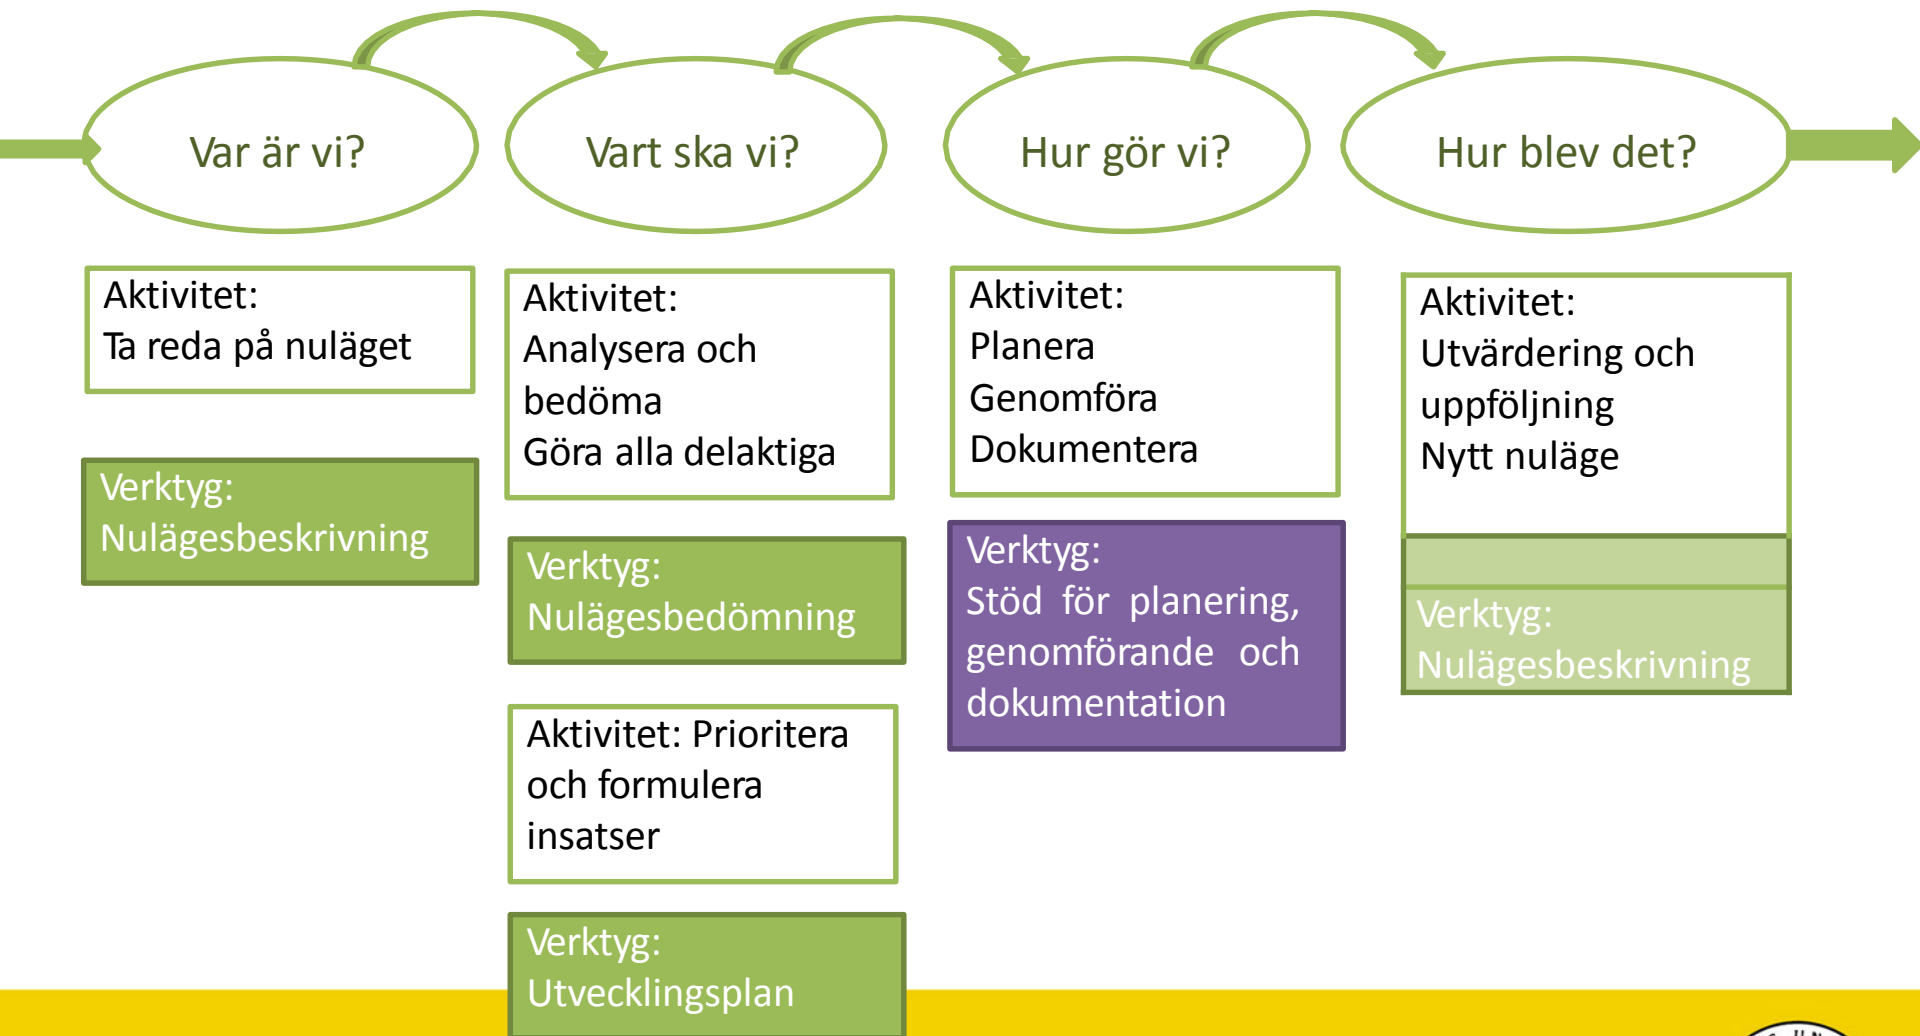 Var är vi?
Vart ska vi?
Hur gör vi?
Hur blev det?
Aktivitet:
Ta reda på nuläget
Verktyg:
Nulägesbeskrivning
Aktivitet:
Analysera och
bedöma
Göra alla delaktiga
Verktyg:
Nulägesbedömning
Aktivitet: Prioritera
och formulera
insatser
Verktyg:
Utvecklingsplan
Aktivitet:
Planera
Genomföra
Dokumentera
Verktyg:
Stöd för planering,
genomförande och
dokumentation
Aktivitet:
Utvärdering och
uppföljning
Nytt nuläge
Verktyg:
Nulägesbeskrivning